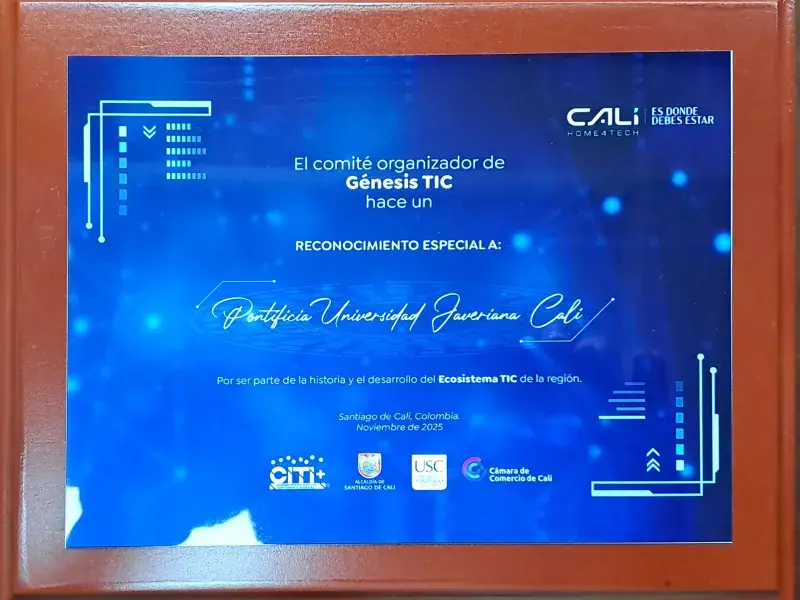 CALI
HOME4TECH
ES DONDE
DEBES ESTAR
El comité organizador de
Génesis TIC
hace un
RECONOCIMIENTO ESPECIAL A:
Pontificia Universidad Javeriana Cali
Por ser parte de la historia y el desarrollo del Ecosistema TIC de la región.
Santiago de Cali, Colombia.
Noviembre de 2025
CITI+
ALCALDÍA DE
SANTIAGO DE CALI
USC
Cámara de
Comercio de Cali